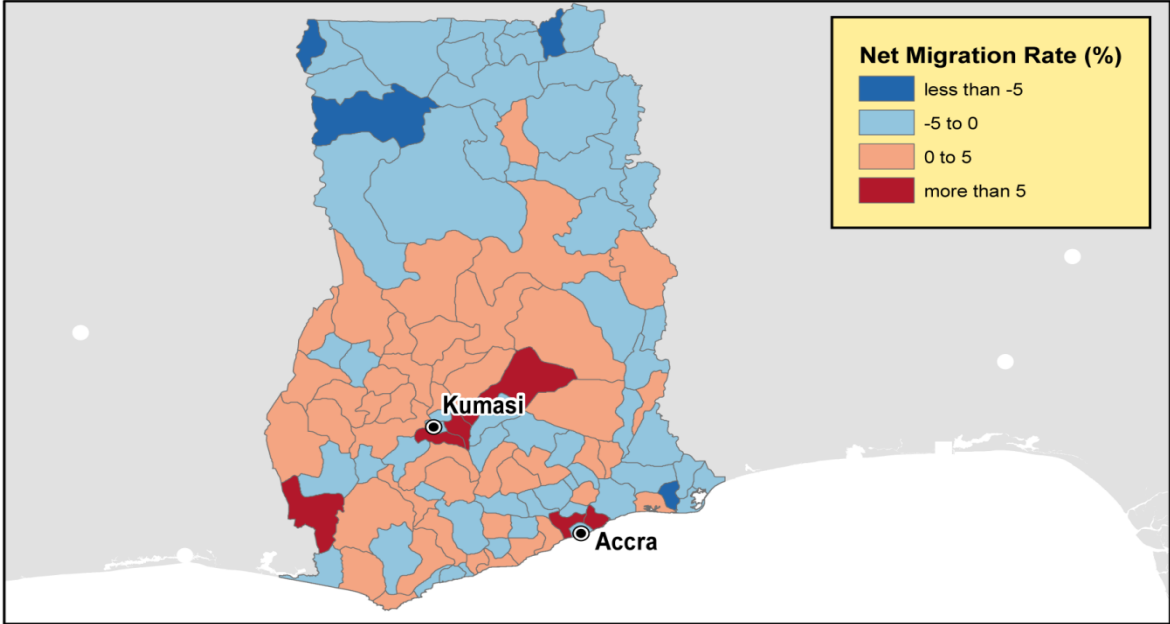 Net Migration Rate (%)
less than -5
-5 to 0
0 to 5
more than 5
Kumasi
Accra